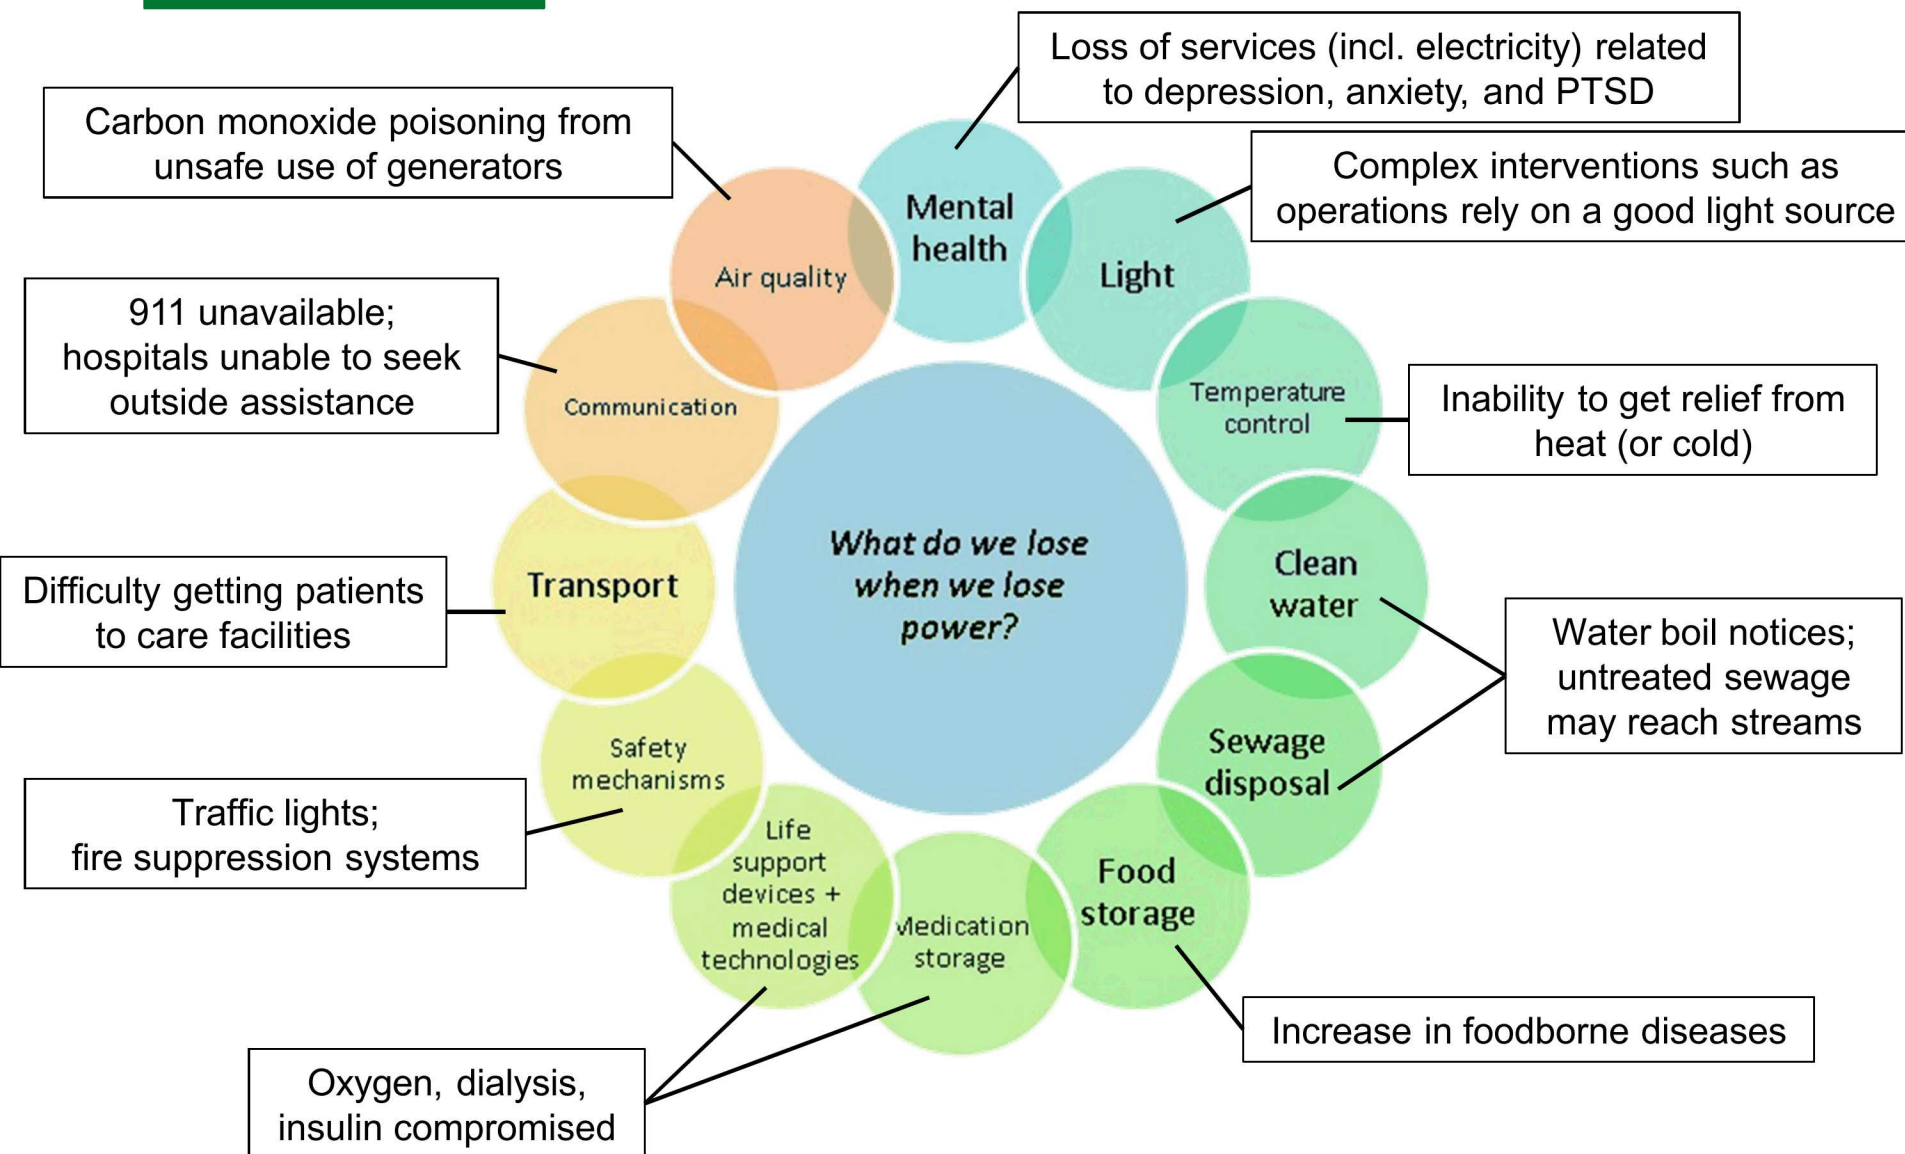 Loss of services (incl. electricity) related
to depression, anxiety, and PTSD
Carbon monoxide poisoning from
unsafe use of generators
Complex interventions such as
operations rely on a good light source
Mental
health
Air quality
Light
911 unavailable;
hospitals unable to seek
outside assistance
Communication
Temperature
control
Inability to get relief from
heat (or cold)
What do we lose
when we lose
power?
Transport
Clean
water
Difficulty getting patients
to care facilities
Water boil notices;
untreated sewage
may reach streams
Safety
mechanisms
Sewage
disposal
Traffic lights;
fire suppression systems
Life
support
devices +
medical
technologies
Medication
storage
Food
storage
Increase in foodborne diseases
Oxygen, dialysis,
insulin compromised